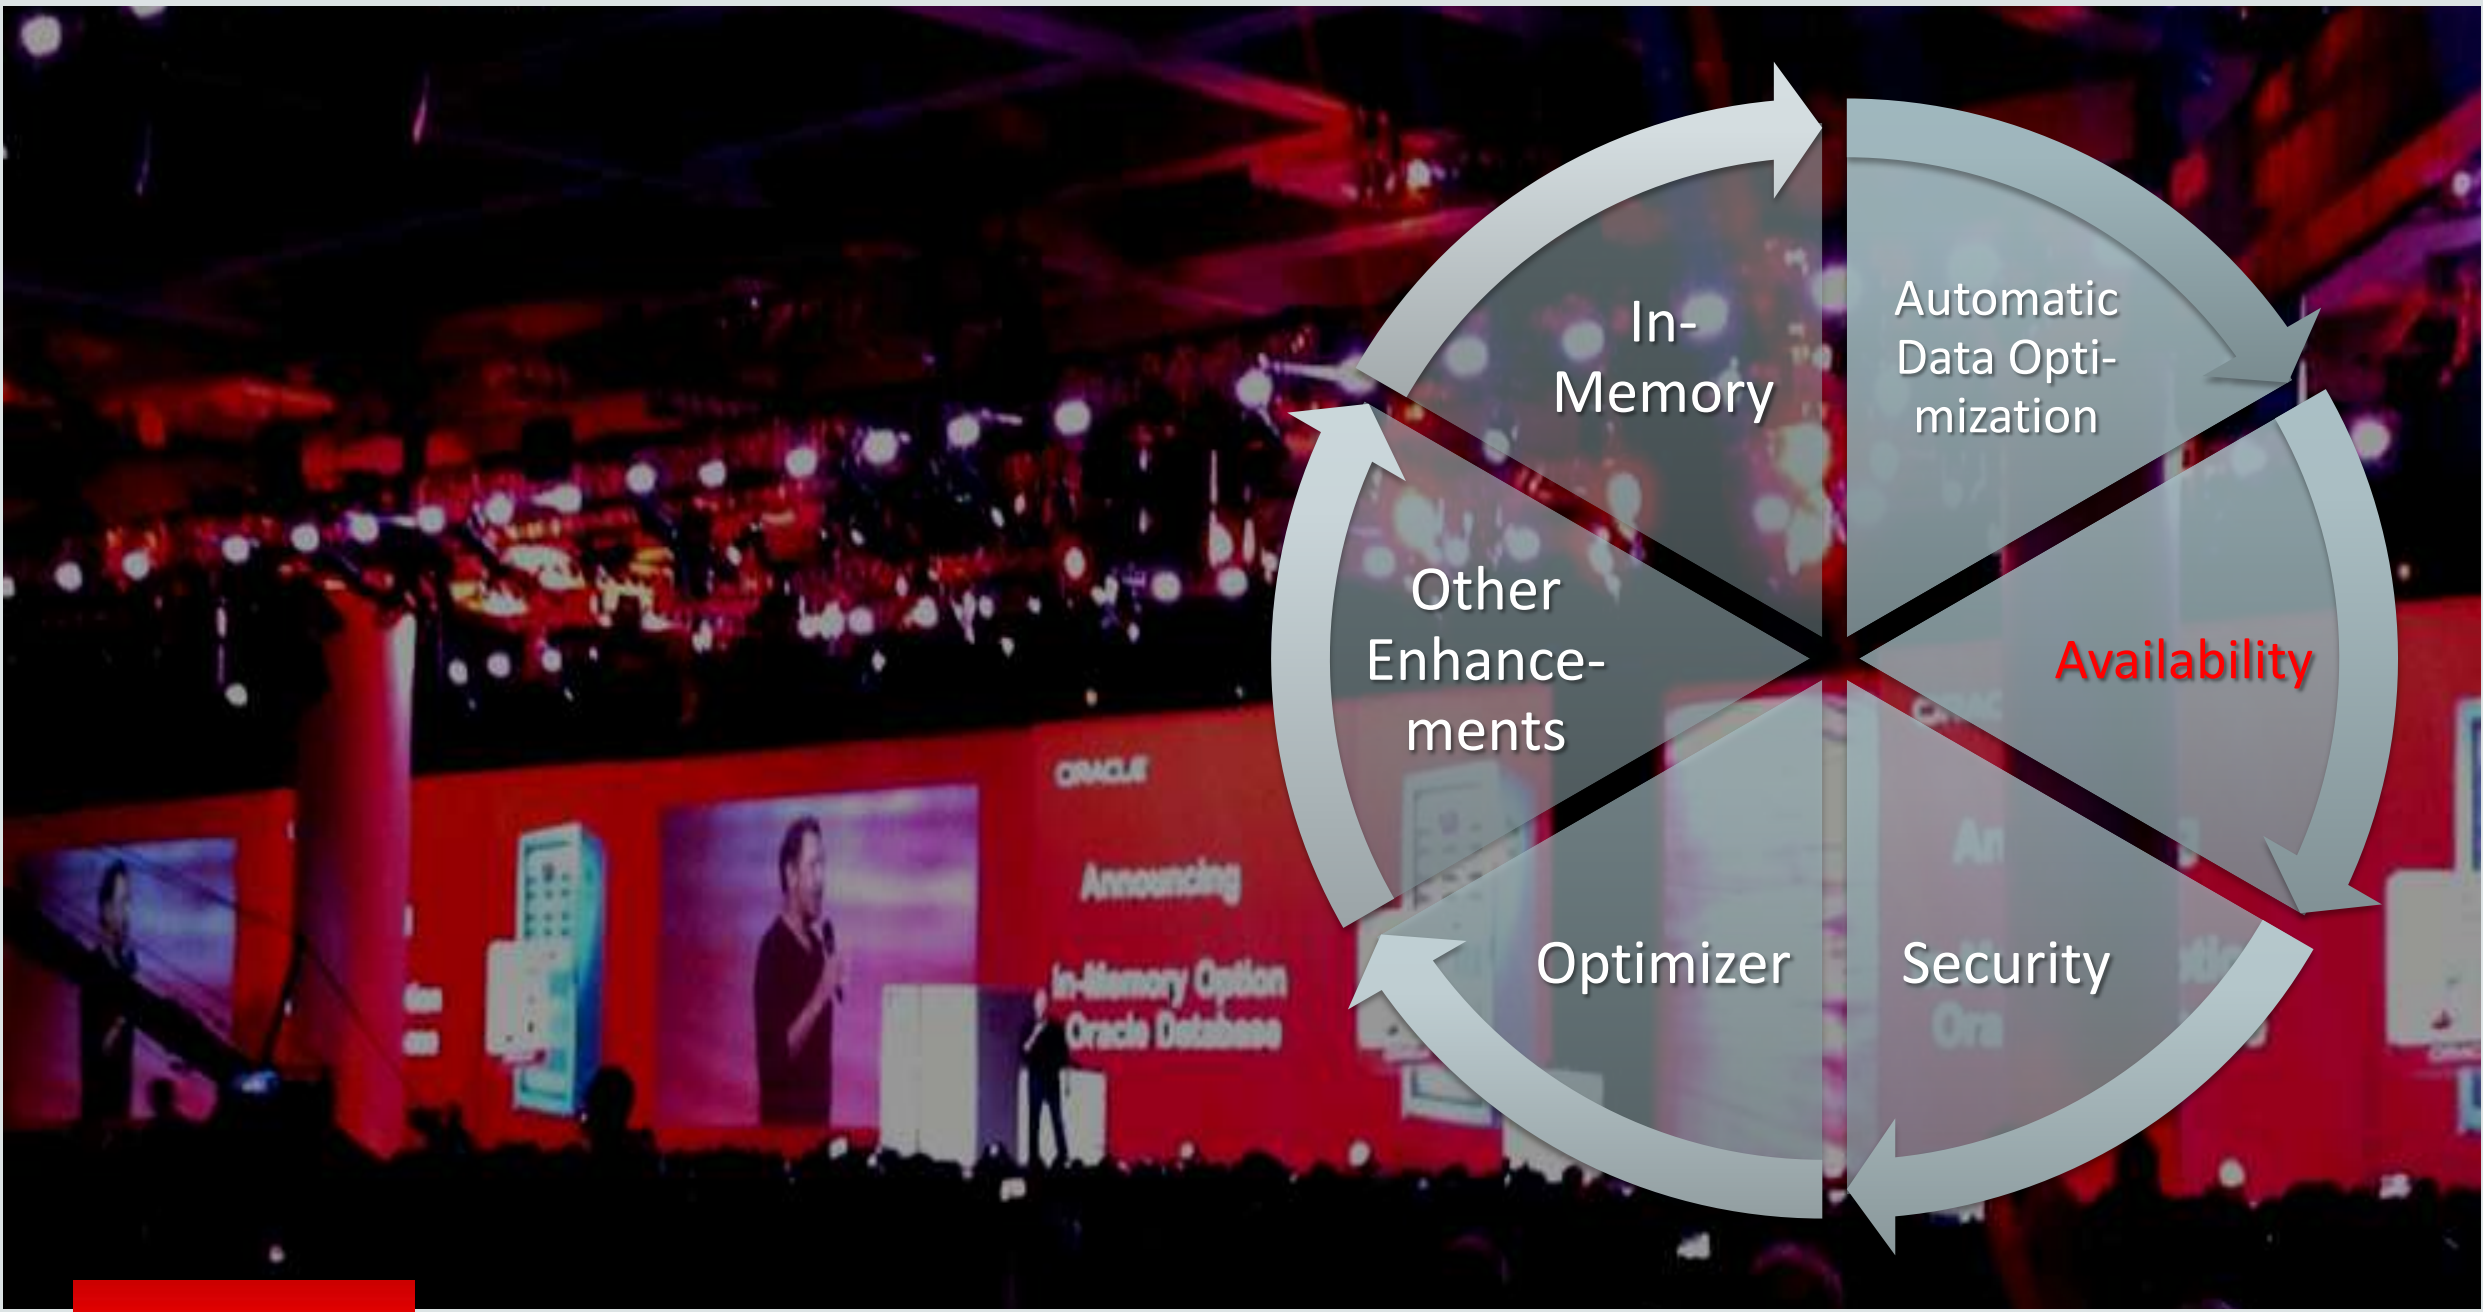 In-
Memory
Automatic
Data Opti-
mization
Other
Enhance-
ments
Availability
Optimizer
Security
ORACLE
Announcing
In-Memory Option
Oracle Database